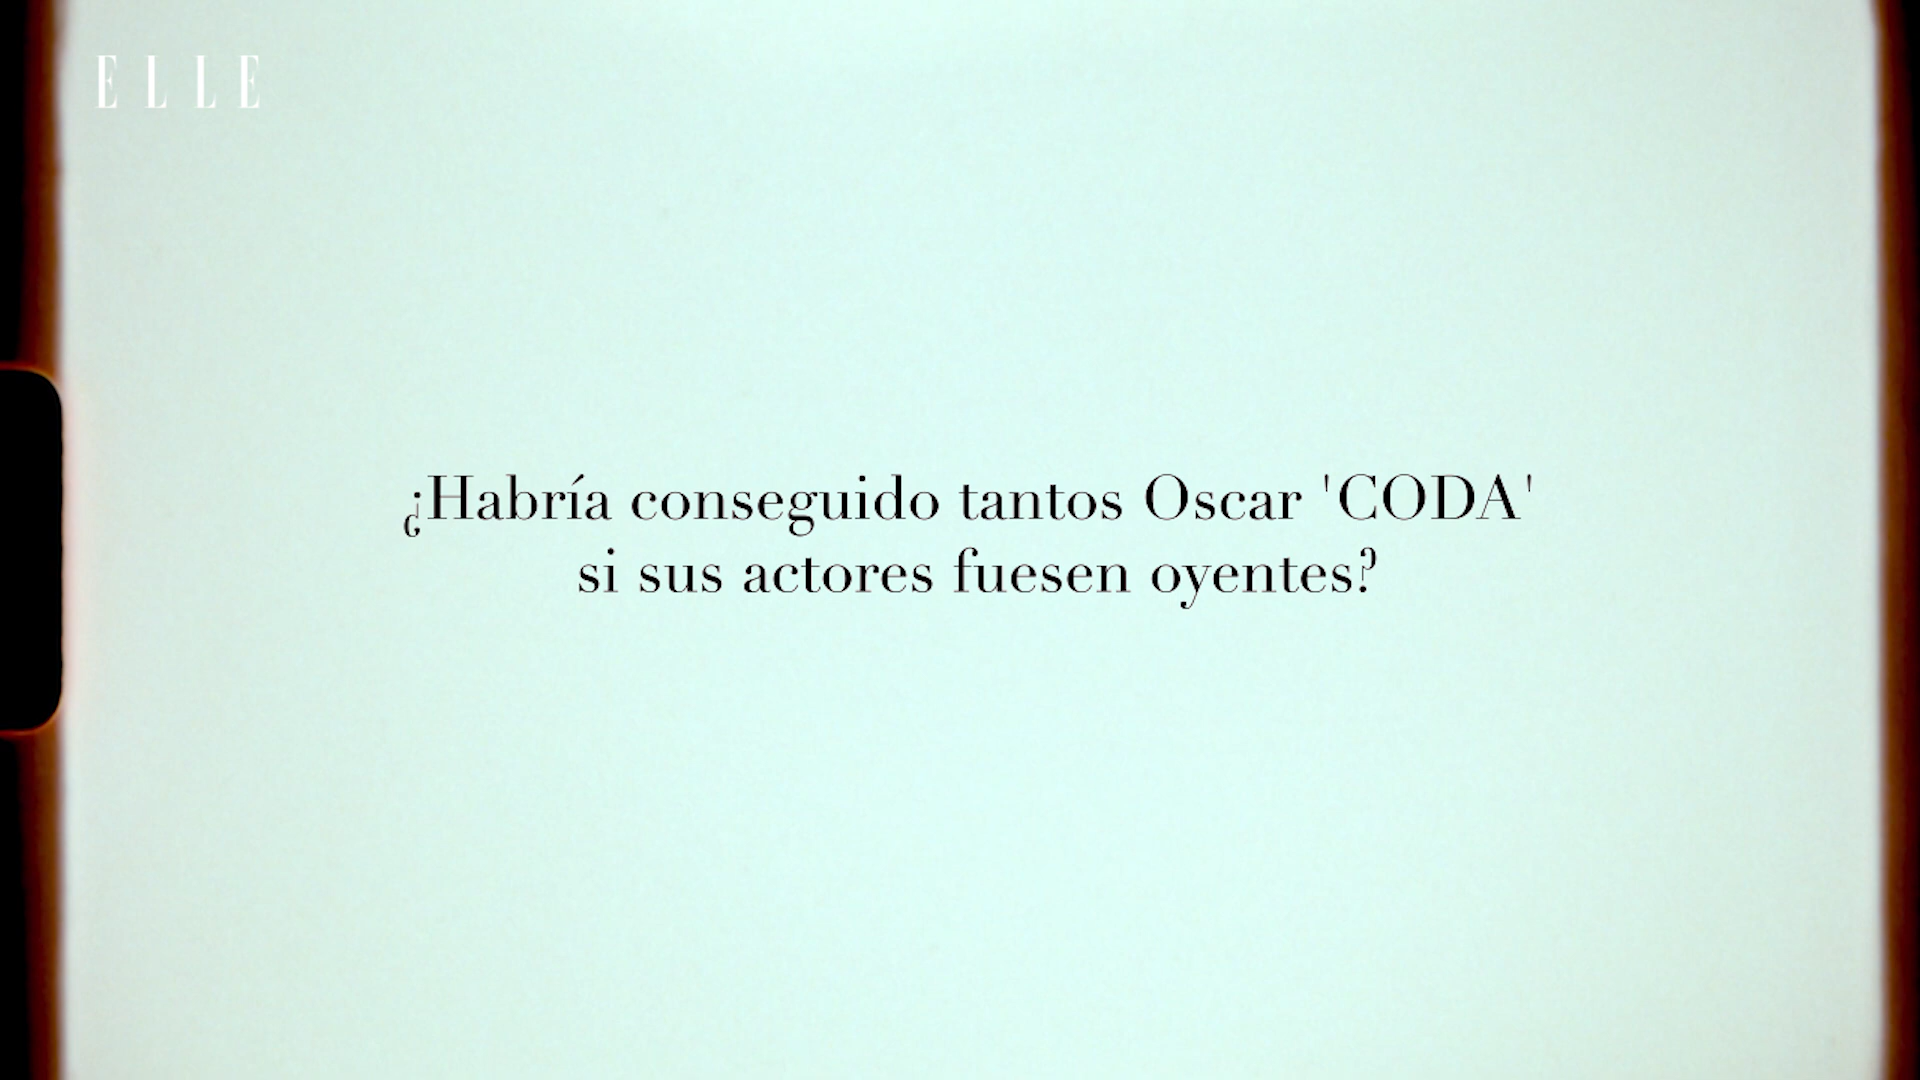 ELLE
¿Habría conseguido tantos Oscar 'CODA'
si sus actores fuesen oyentes?